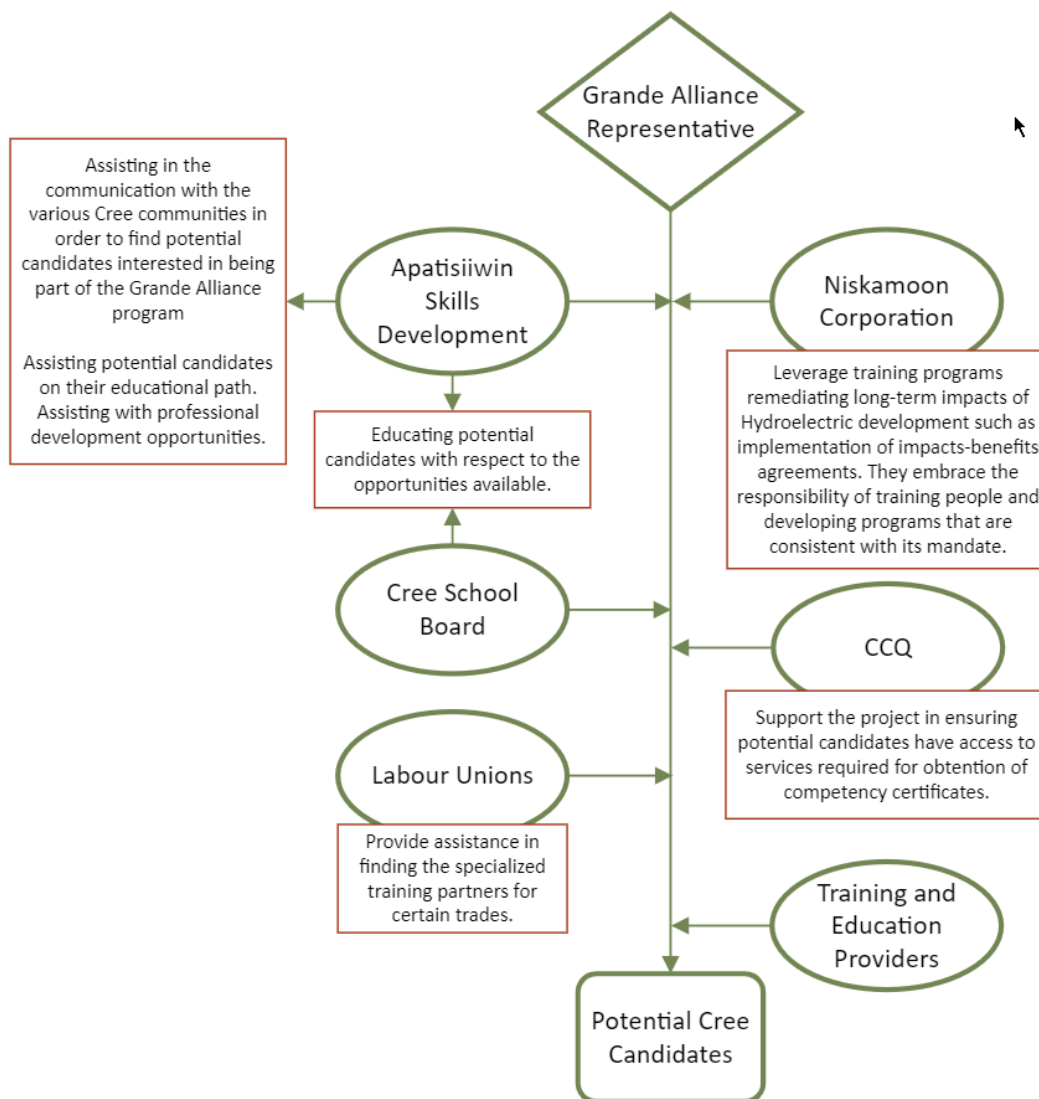 Grande Alliance
Representative
Assisting in the
communication with the
various Cree communities in
order to find potential
candidates interested in being
part of the Grande Alliance
program
Assisting potential candidates
on their educational path.
Assisting with professional
development opportunities.
Apatisiiwin
Skills
Development
Niskamoon
Corporation
Leverage training programs
remediating long-term impacts of
Hydroelectric development such as
implementation of impacts-benefits
agreements. They embrace the
responsibility of training people and
developing programs that are
consistent with its mandate.
Educating potential
candidates with respect to the
opportunities available.
Cree School
Board
CCQ
Support the project in ensuring
potential candidates have access to
services required for obtention of
competency certificates.
Labour Unions
Provide assistance in
finding the specialized
training partners for
certain trades.
Training and
Education
Providers
Potential Cree
Candidates